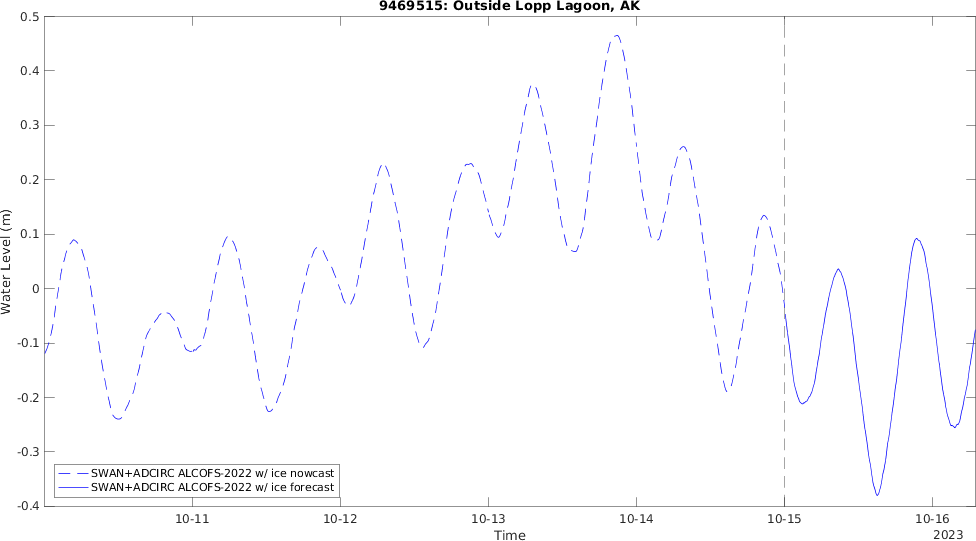 9469515: Outside Lopp Lagoon, AK
Water Level (m)
0.5
0.4
0.3
0.2
0.1
0
-0.1
-0.2
-0.3
-0.4
SWAN+ADCIRC ALCOFS-2022 w/ ice nowcast
SWAN+ADCIRC ALCOFS-2022 w/ ice forecast
10-11 10-12 10-13 10-14 10-15 10-16
Time
2023